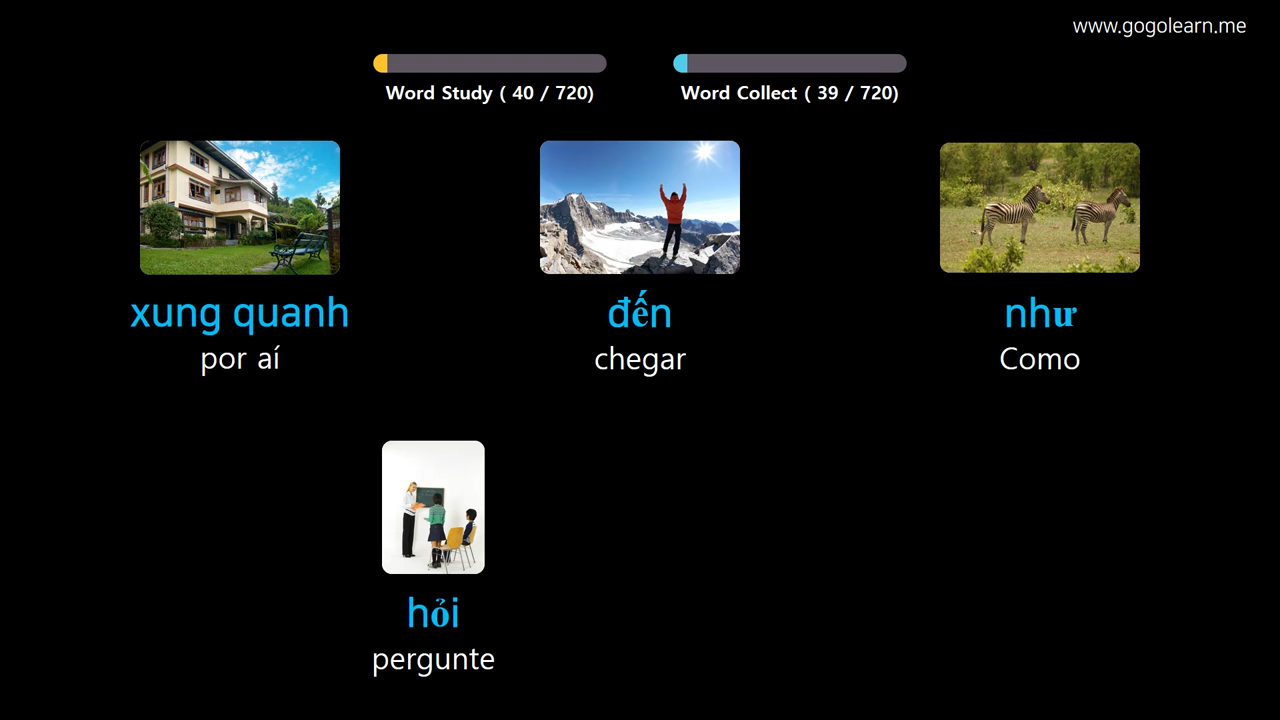 www.gogolearn.me
Word Study ( 40 / 720)
Word Collect ( 39 / 720)
xung quanh
por aí
đến
chegar
như
Como
hỏi
pergunte